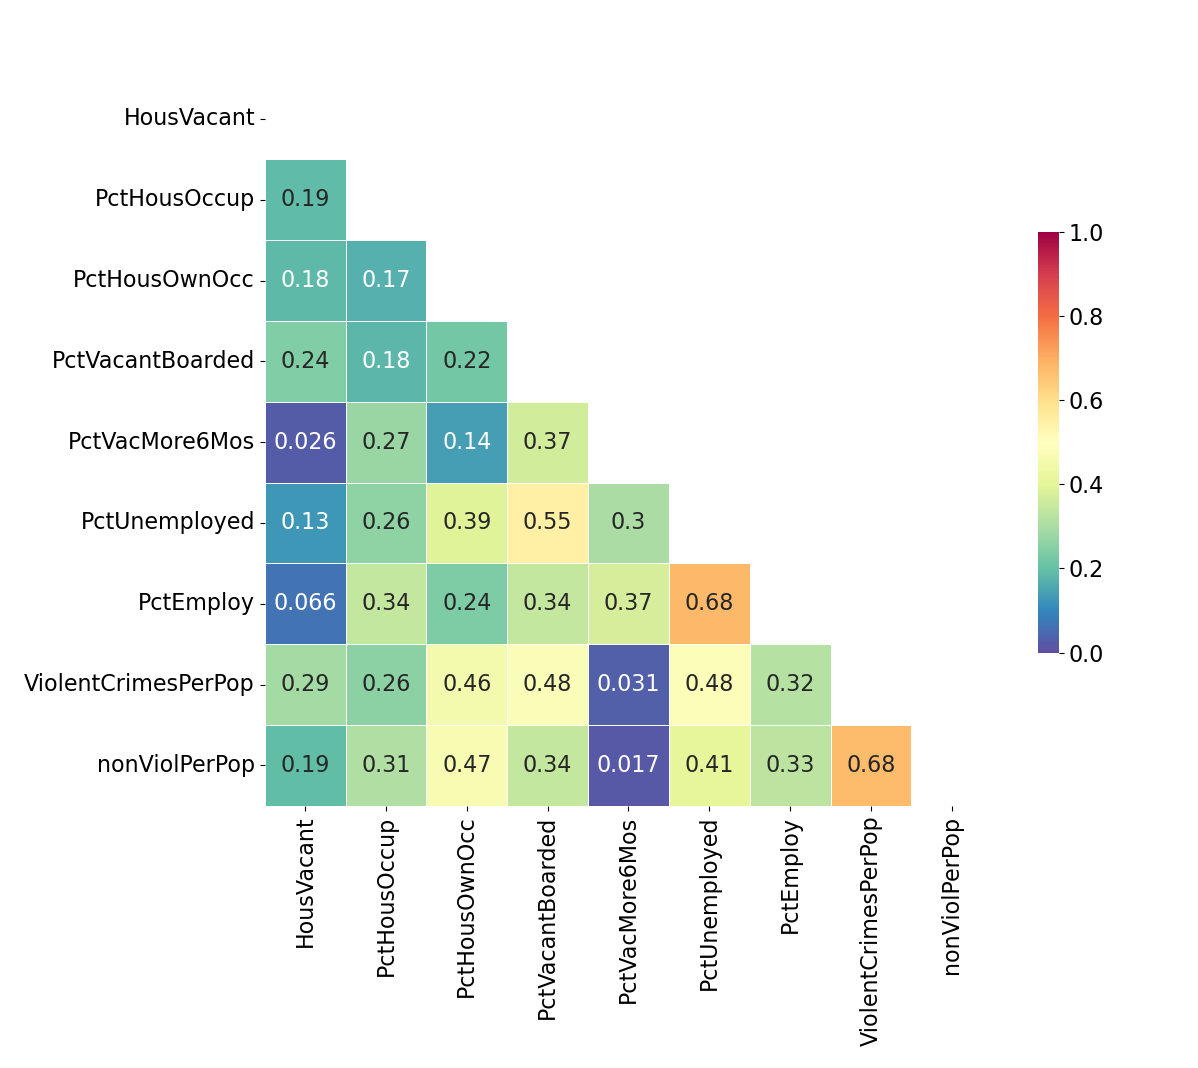 HousVacant
PctHousOccup 0.19
PctHousOwnOcc 0.18 0.17
PctVacantBoarded 0.24 0.18 0.22
PctVacMore6Mos 0.026 0.27 0.14 0.37
PctUnemployed 0.13 0.26 0.39 0.55 0.3
PctEmploy 0.066 0.34 0.24 0.34 0.37 0.68
ViolentCrimesPerPop 0.29 0.26 0.46 0.48 0.031 0.48 0.32
nonViolPerPop 0.19 0.31 0.47 0.34 0.017 0.41 0.33 0.68
HousVacant
PctHousOccup
PctHousOwnOcc
PctVacantBoarded
PctVacMore6Mos
PctUnemployed
PctEmploy
ViolentCrimesPerPop
nonViolPerPop
1.0
0.8
0.6
0.4
0.2
0.0